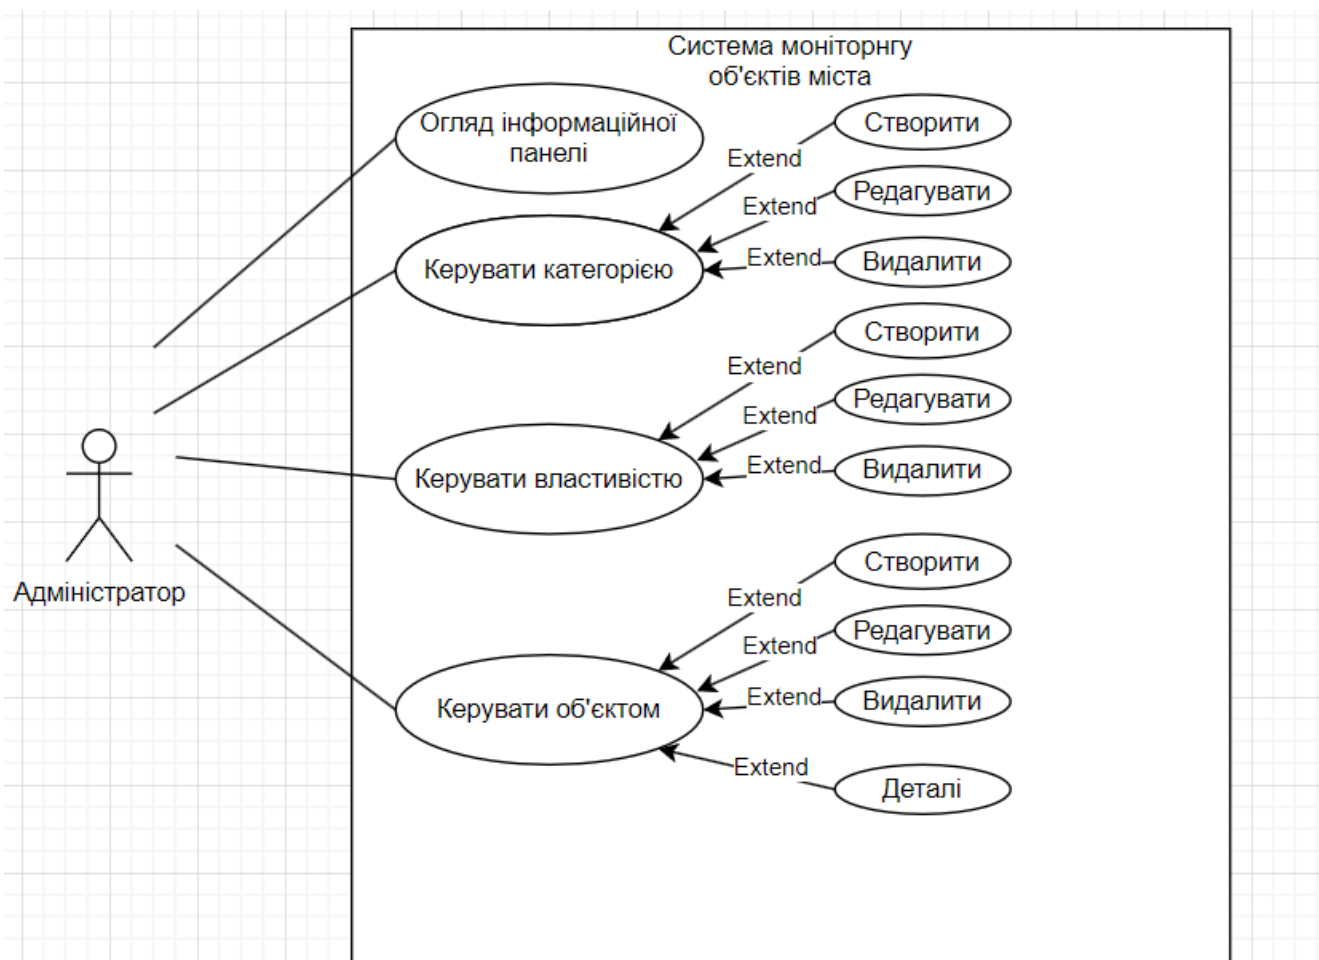 Система моніторнгу
об'єктів міста
Огляд інформаційної
панелі
Створити
Extend
Редагувати
Extend
Керувати категорією
Extend
Видалити
Створити
Extend
Редагувати
Extend
Керувати властивістю
Extend
Видалити
Створити
Extend
Редагувати
Extend
Керувати об'єктом
Extend
Видалити
Extend
Деталі
Адміністратор